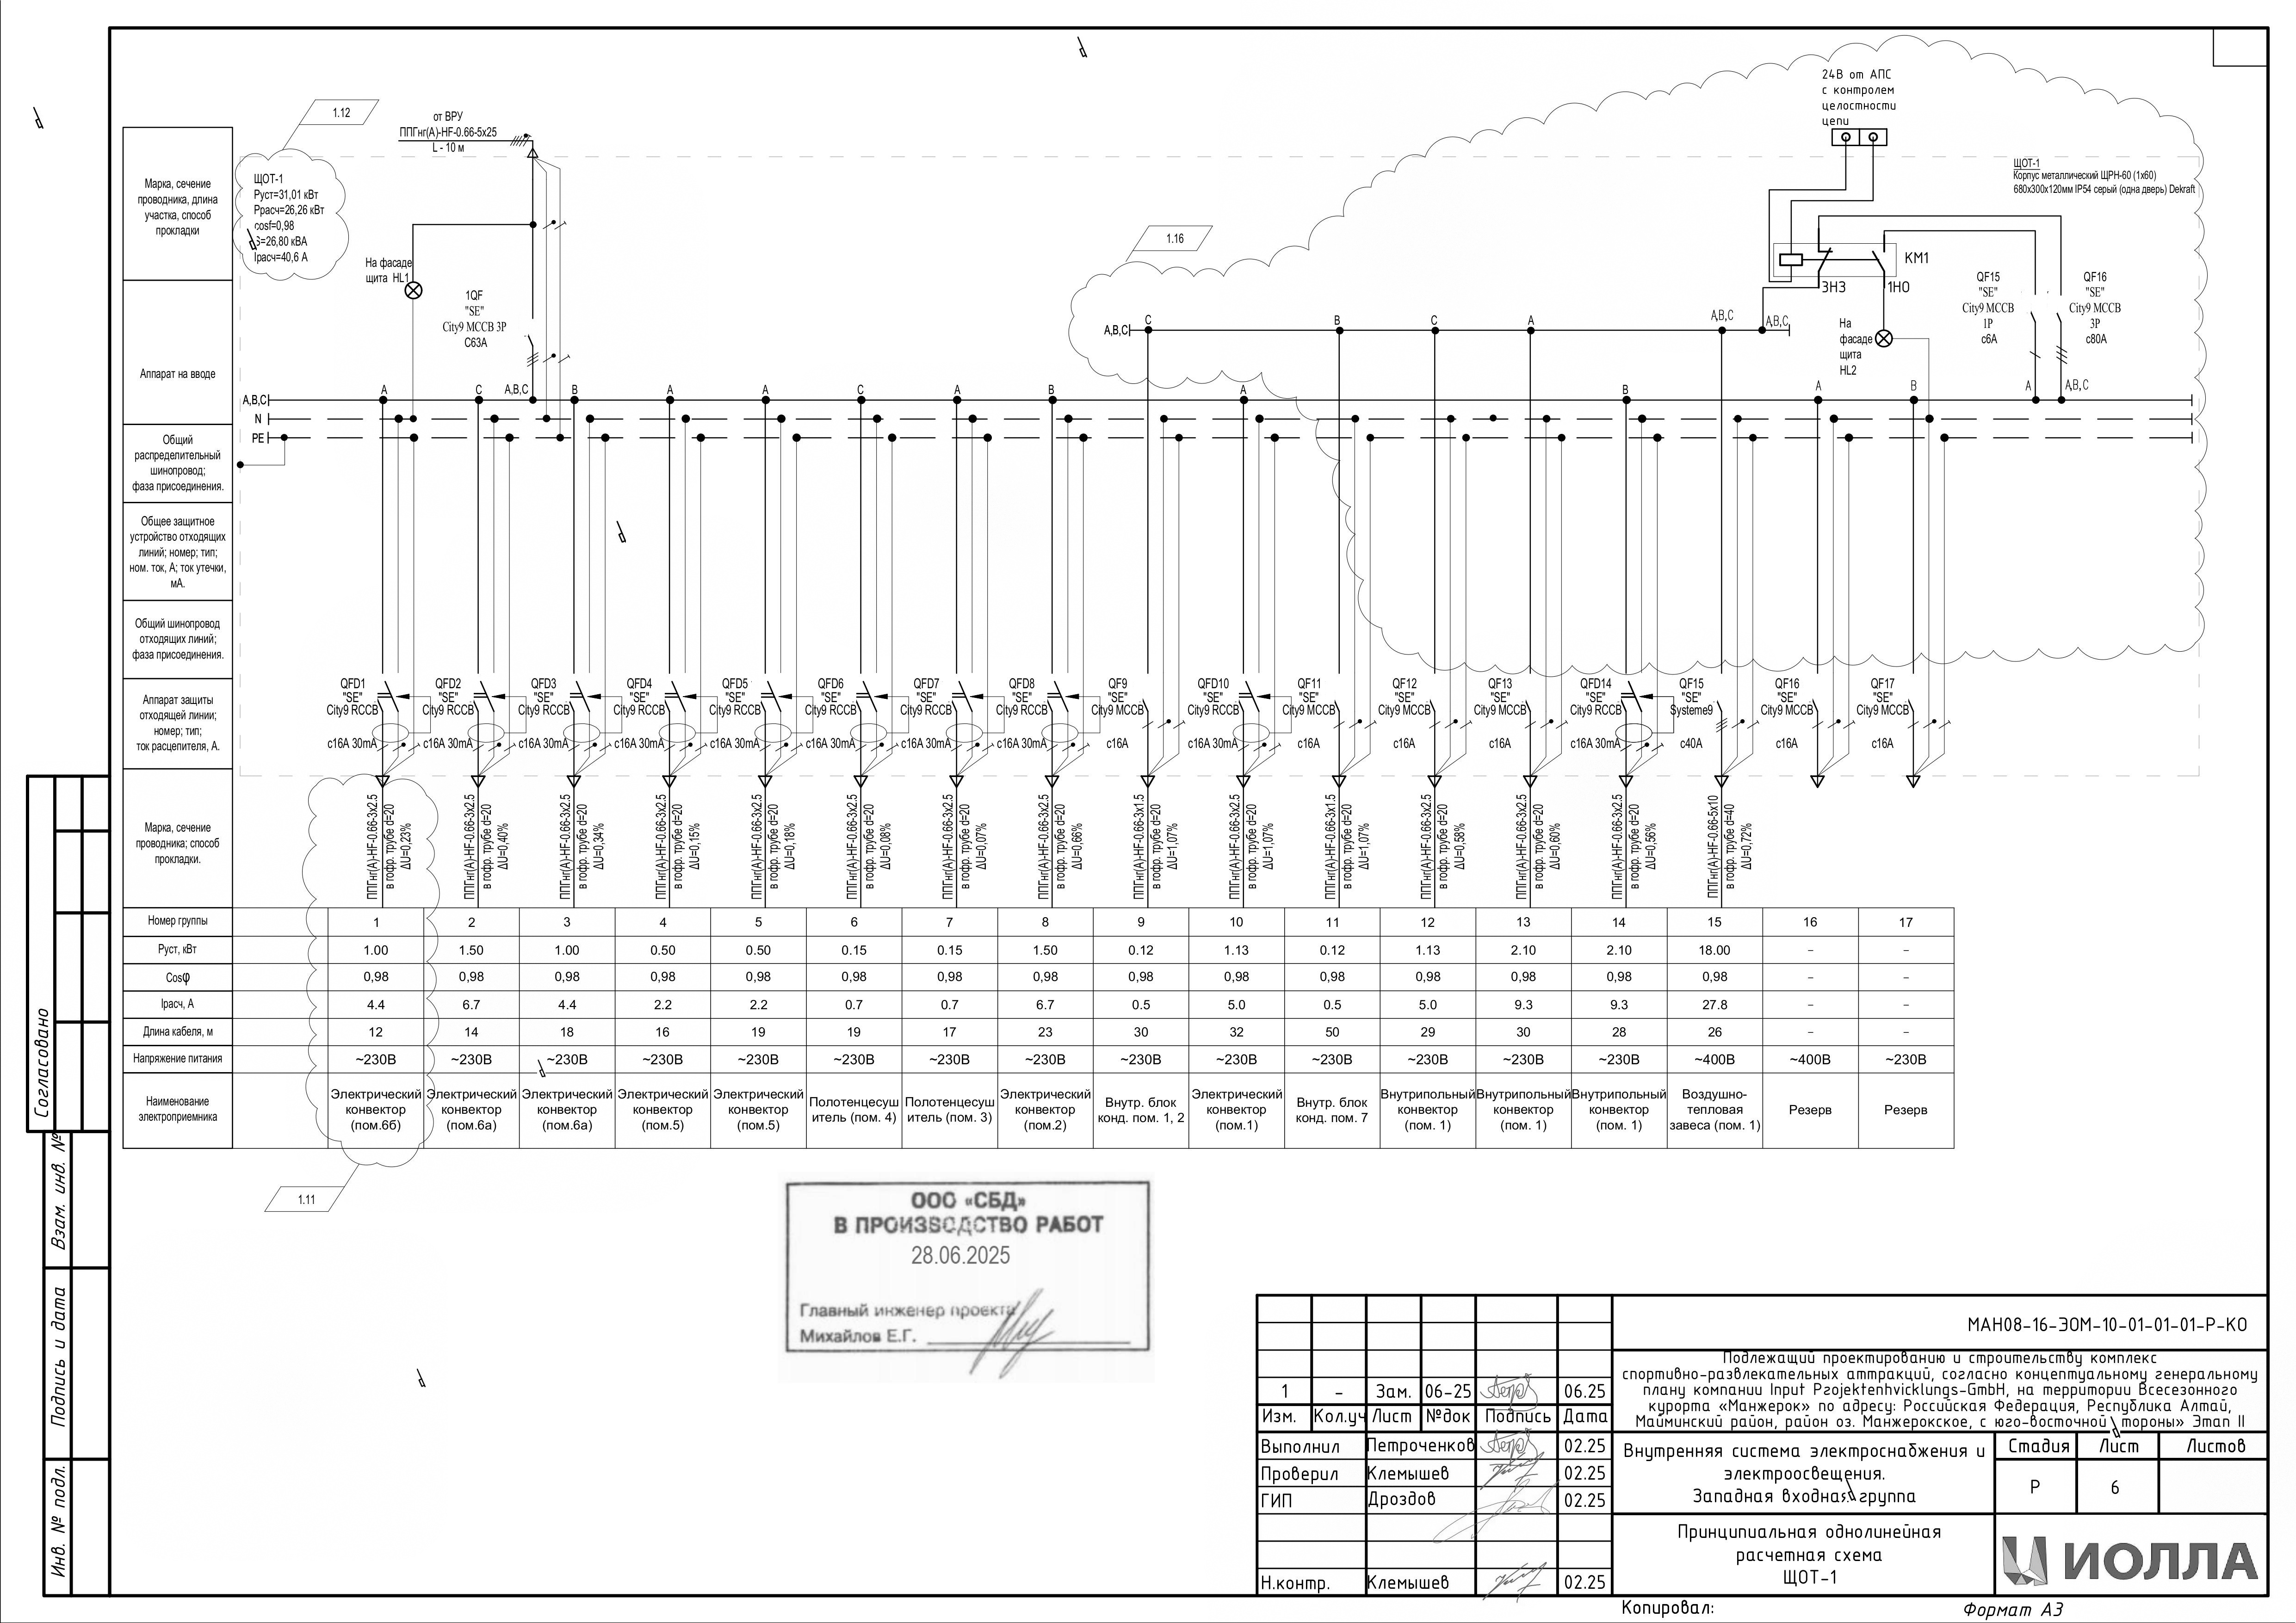 24В от АПС
с контролем
целостности
цепи
1.12
от ВРУ
ППГнг(A)-HF-0.66-5x25
L - 10 м
Марка, сечение
проводника, длина
участка, способ
прокладки
ЩОТ-1
Руст=31,01 кВт
Ррасч=26,26 кВт
cosf=0,98
S=26,80 кВА
Iрасч=40,6 А
ЩОТ-1
Корпус металлический ЩРН-60 (1х60)
680х300х120мм IP54 серый (одна дверь) Dekraft
1.16
На фасаде
щита HL1
1QF
"SE"
City9 MCCB 3P
C63A
KM1
3НЗ
1НО
На
фасаде
щита
HL2
QF15
"SE"
City9 MCCB
1P
c6A
QF16
"SE"
City9 MCCB
3P
c80A
A,B,C
C
B
C
A
A,B,C
A,B,C
Аппарат на вводе
A,B,C
A
C
A,B,C
B
A
A
C
A
B
A
B
A
B
A
A,B,C
N
PE
Общий
распределительный
шинопровод;
фаза присоединения.
Общее защитное
устройство отходящих
линий; номер; тип;
ном. ток, А; ток утечки,
мА.
Общий шинопровод
отходящих линий;
фаза присоединения.
Аппарат защиты
отходящей линии;
номер; тип;
ток расцепителя, А.
QFD1 "SE" City9 RCCB c16A 30mA
QFD2 "SE" City9 RCCB c16A 30mA
QFD3 "SE" City9 RCCB c16A 30mA
QFD4 "SE" City9 RCCB c16A 30mA
QFD5 "SE" City9 RCCB c16A 30mA
QFD6 "SE" City9 RCCB c16A 30mA
QFD7 "SE" City9 RCCB c16A 30mA
QFD8 "SE" City9 RCCB c16A 30mA
QF9 "SE" City9 MCCB c16A
QFD10 "SE" City9 RCCB c16A 30mA
QF11 "SE" City9 MCCB c16A
QF12 "SE" City9 MCCB c16A
QF13 "SE" City9 MCCB c16A
QFD14 "SE" City9 RCCB c16A 30mA
QF15 "SE" Systeme9 c40A
QF16 "SE" City9 MCCB c16A
QF17 "SE" City9 MCCB c16A
Марка, сечение
проводника; способ
прокладки.
ППГнг(A)-HF-0.66-3x2.5 в гофр. трубе d=20 ΔU=0,23%
ППГнг(A)-HF-0.66-3x2.5 в гофр. трубе d=20 ΔU=0,40%
ППГнг(A)-HF-0.66-3x2.5 в гофр. трубе d=20 ΔU=0,34%
ППГнг(A)-HF-0.66-3x2.5 в гофр. трубе d=20 ΔU=0,15%
ППГнг(A)-HF-0.66-3x2.5 в гофр. трубе d=20 ΔU=0,18%
ППГнг(A)-HF-0.66-3x2.5 в гофр. трубе d=20 ΔU=0,08%
ППГнг(A)-HF-0.66-3x2.5 в гофр. трубе d=20 ΔU=0,07%
ППГнг(A)-HF-0.66-3x2.5 в гофр. трубе d=20 ΔU=0,66%
ППГнг(A)-HF-0.66-3x1.5 в гофр. трубе d=20 ΔU=1,07%
ППГнг(A)-HF-0.66-3x2.5 в гофр. трубе d=20 ΔU=1,07%
ППГнг(A)-HF-0.66-3x1.5 в гофр. трубе d=20 ΔU=1,07%
ППГнг(A)-HF-0.66-3x2.5 в гофр. трубе d=20 ΔU=0,58%
ППГнг(A)-HF-0.66-3x2.5 в гофр. трубе d=20 ΔU=0,60%
ППГнг(A)-HF-0.66-3x2.5 в гофр. трубе d=20 ΔU=0,56%
ППГнг(A)-HF-0.66-5x10 в гофр. трубе d=40 ΔU=0,72%
Номер группы 1 2 3 4 5 6 7 8 9 10 11 12 13 14 15 16 17
Руст, кВт 1.00 1.50 1.00 0.50 0.50 0.15 0.15 1.50 0.12 1.13 0.12 1.13 2.10 2.10 18.00 – –
Cosφ 0,98 0,98 0,98 0,98 0,98 0,98 0,98 0,98 0,98 0,98 0,98 0,98 0,98 0,98 0,98 – –
Iрасч, А 4.4 6.7 4.4 2.2 2.2 0.7 0.7 6.7 0.5 5.0 0.5 5.0 9.3 9.3 27.8 – –
Длина кабеля, м 12 14 18 16 19 19 17 23 30 32 50 29 30 28 26 – –
Напряжение питания ~230В ~230В ~230В ~230В ~230В ~230В ~230В ~230В ~230В ~230В ~230В ~230В ~230В ~230В ~400В ~400В ~230В
Наименование
электроприемника
Электрический конвектор (пом.6б)
Электрический конвектор (пом.6а)
Электрический конвектор (пом.6а)
Электрический конвектор (пом.5)
Электрический конвектор (пом.5)
Полотенцесуш итель (пом. 4)
Полотенцесуш итель (пом. 3)
Электрический конвектор (пом.2)
Внутр. блок конд. пом. 1, 2
Электрический конвектор (пом.1)
Внутр. блок конд. пом. 7
Внутрипольный конвектор (пом. 1)
Внутрипольный конвектор (пом. 1)
Внутрипольный конвектор (пом. 1)
Воздушно-тепловая завеса (пом. 1)
Резерв
Резерв
1.11
ООО «СБД»
В ПРОИЗВОДСТВО РАБОТ
28.06.2025
Главный инженер проекта
Михайлов Е.Г.
Согласовано
Взам. инв. №
Подпись и дата
Инв. № подл.
МАН08-16-ЭОМ-10-01-01-01-Р-КО
Подлежащий проектированию и строительству комплекс
спортивно-развлекательных аттракций, согласно концептуальному генеральному
плану компании Input Projektenhvicklungs-GmbH, на территории Всесезонного
курорта «Манжерок» по адресу: Российская Федерация, Республика Алтай,
Майминский район, район оз. Манжерокское, с юго-восточной тороны» Этап II
1 – Зам. 06-25 06.25
Изм. Кол.уч Лист №док Подпись Дата
Выполнил Петроченков 02.25
Проверил Клемышев 02.25
ГИП Дроздов 02.25
Н.контр. Клемышев 02.25
Внутренняя система электроснабжения и
электроосвещения.
Западная входная группа
Стадия Лист Листов
Р 6
Принципиальная однолинейная
расчетная схема
ЩОТ-1
ИОЛЛА
Копировал:
Формат А3